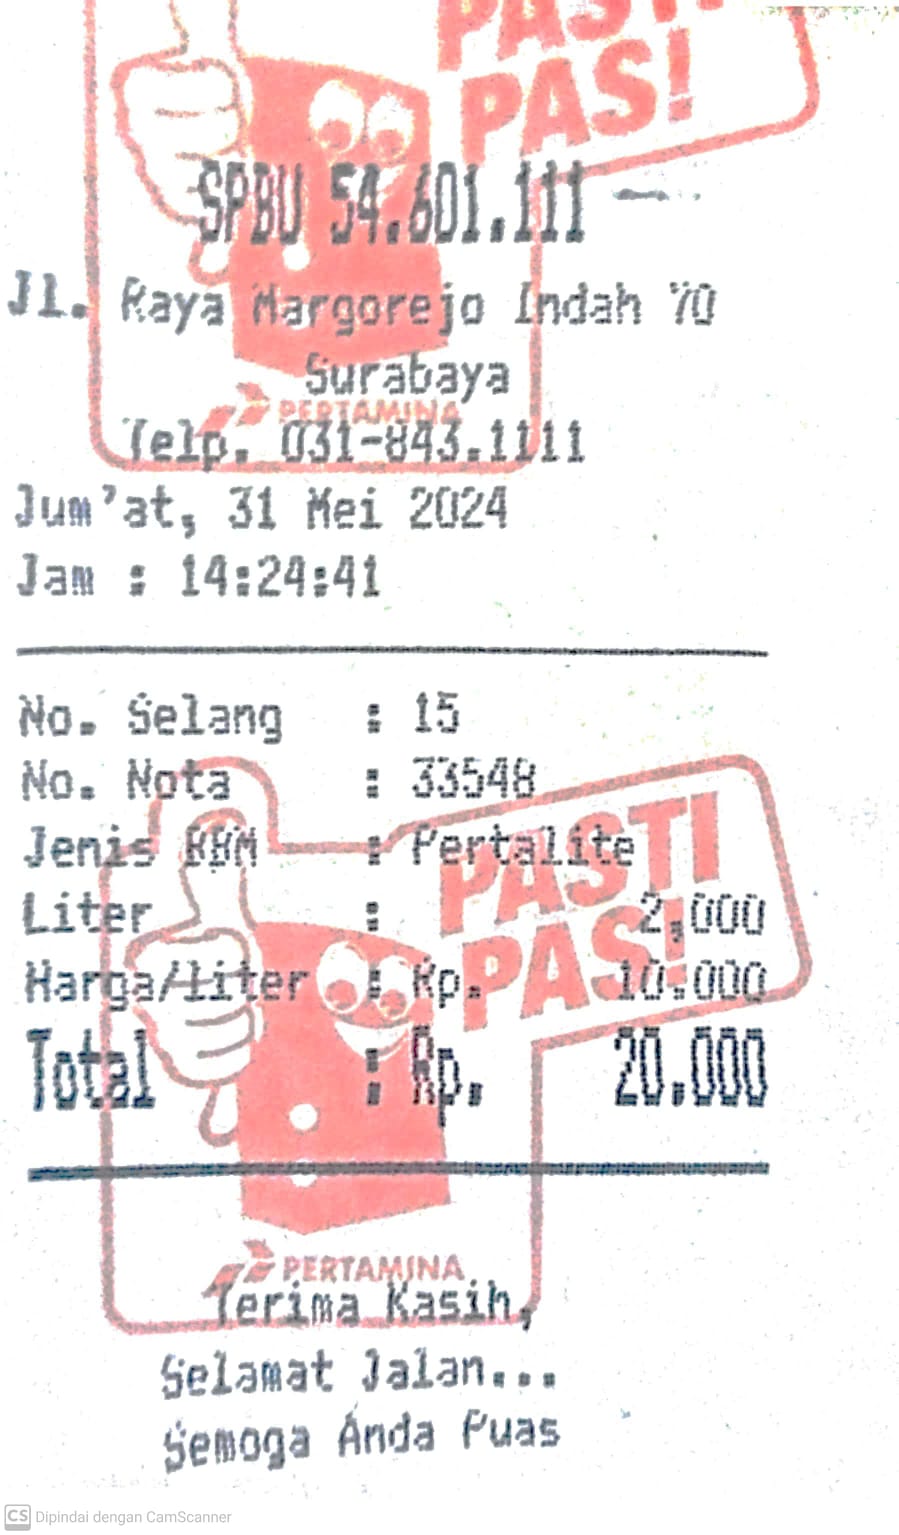 PASTI
PAS!
SPBU 54.601.111
Jl. Raya Margorejo Indah 70
Surabaya
PERTAMINA
Telp. 031-843.1111
Jum'at, 31 Mei 2024
Jam : 14:24:41
No. Selang : 15
No. Nota : 33548
Jenis BBM : Pertalite
PASTI
Liter : 2,000
PAS!
Harga/Liter : Rp. 10.000
Total : Rp. 20.000
PERTAMINA
Terima Kasih,
Selamat Jalan...
Semoga Anda Puas
CS Dipindai dengan CamScanner